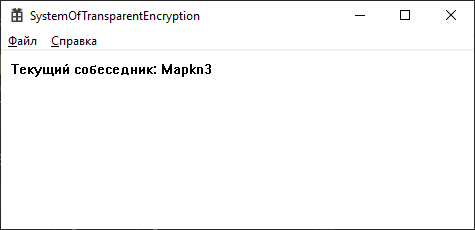 SystemOfTransparentEncryption
Файл Справка
Текущий собеседник: Mapkn3